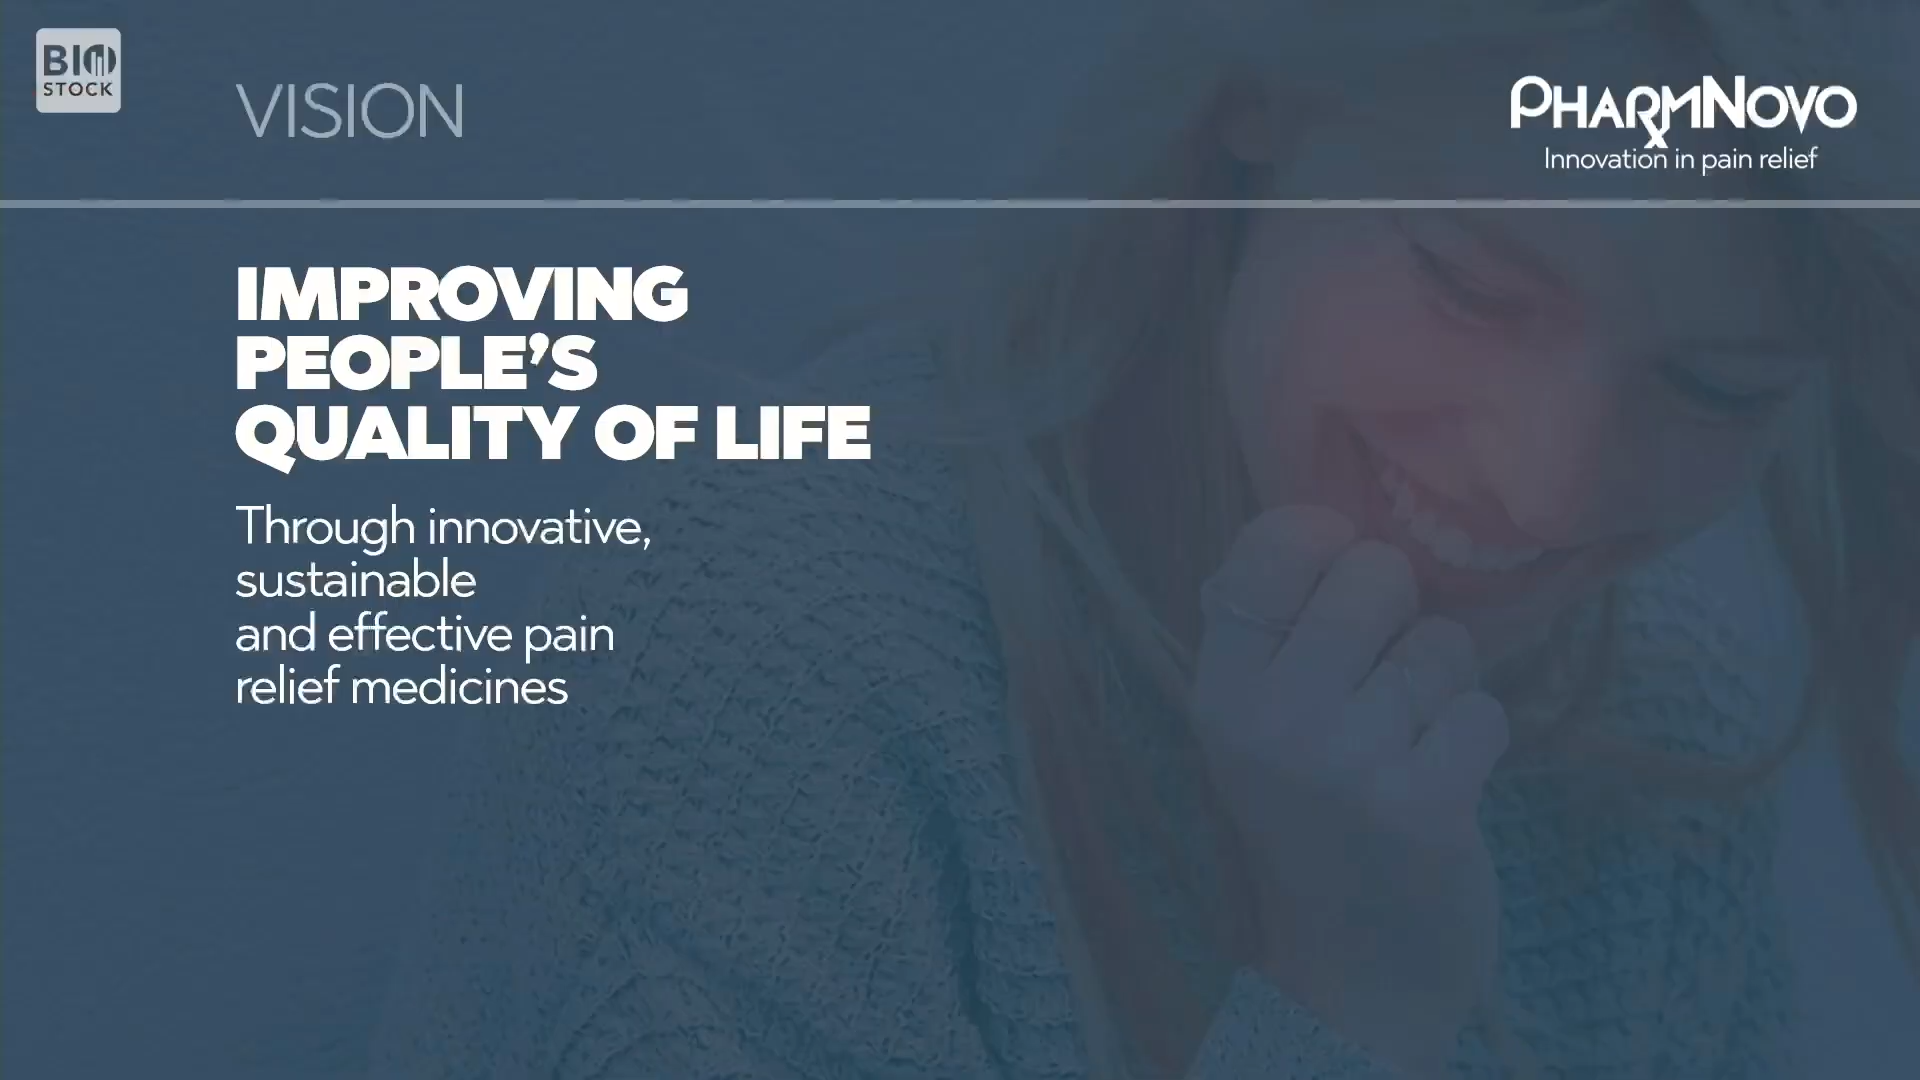 BIO
STOCK
VISION
PHARMNOVO
Innovation in pain relief
IMPROVING
PEOPLE’S
QUALITY OF LIFE
Through innovative,
sustainable
and effective pain
relief medicines